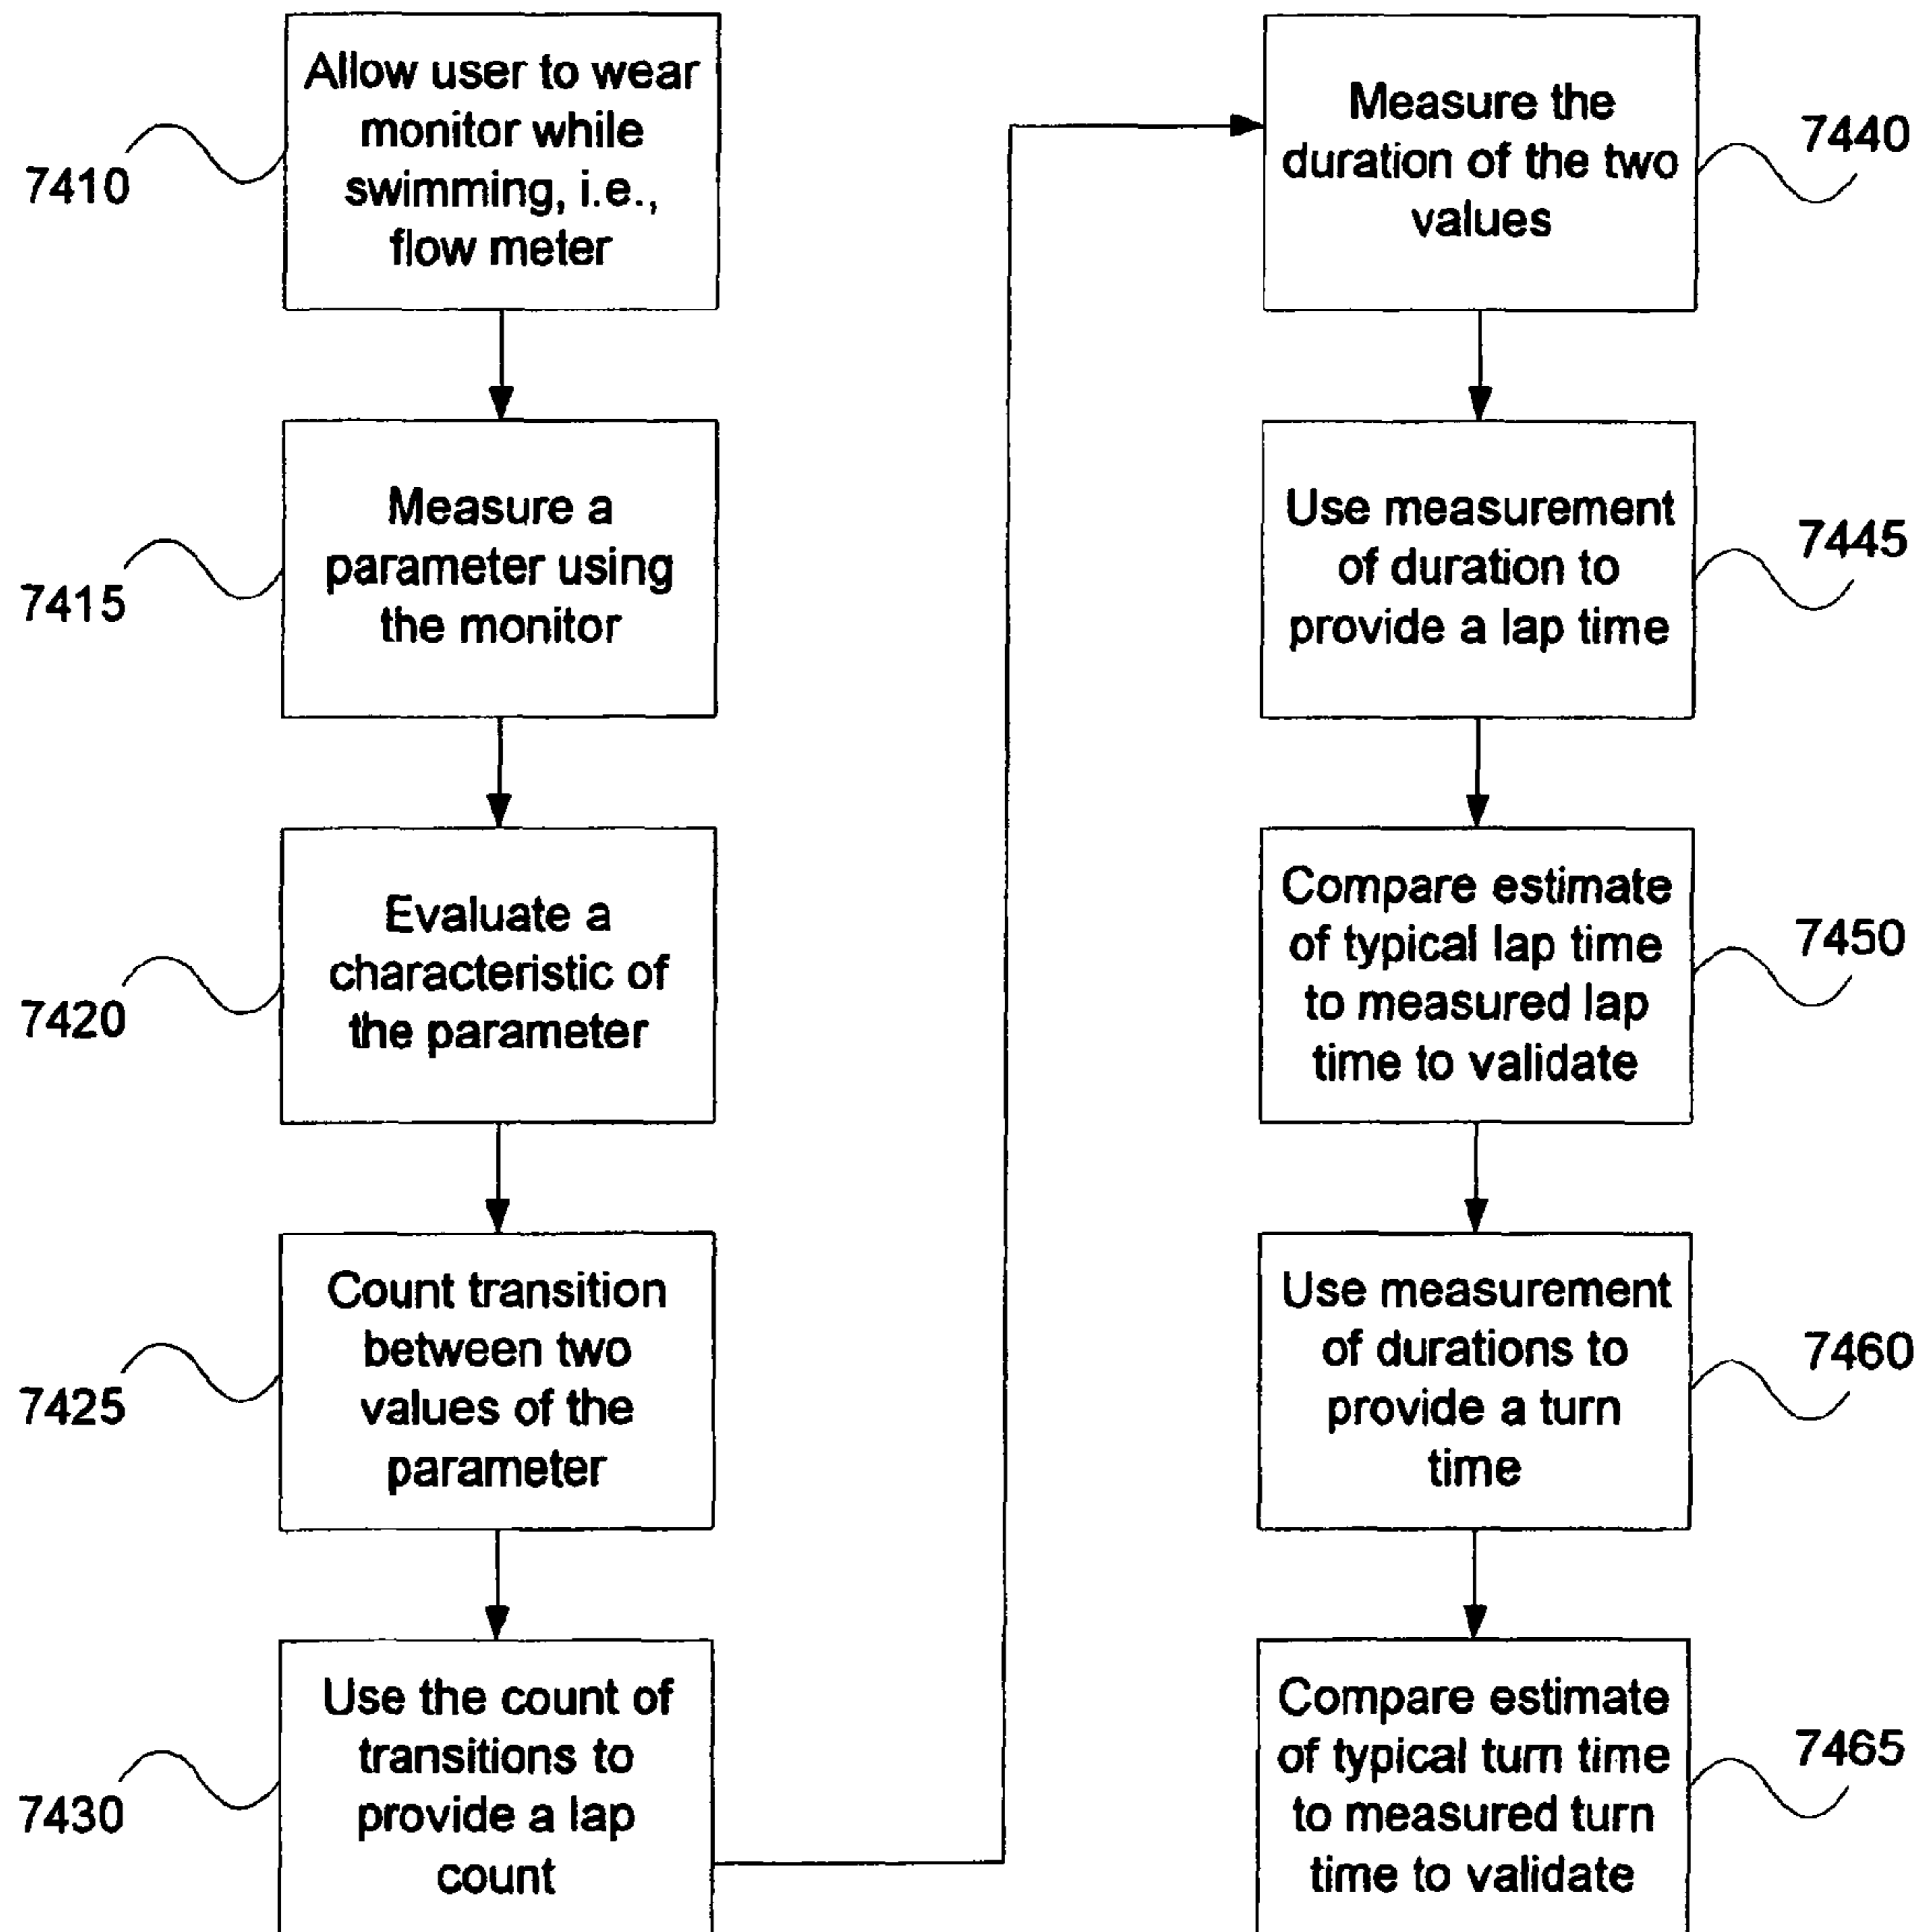 Allow user to wear
monitor while
swimming, i.e.,
flow meter
7410
Measure a
parameter using
the monitor
7415
Evaluate a
characteristic of
the parameter
7420
Count transition
between two
values of the
parameter
7425
Use the count of
transitions to
provide a lap
count
7430
Measure the
duration of the two
values
7440
Use measurement
of duration to
provide a lap time
7445
Compare estimate
of typical lap time
to measured lap
time to validate
7450
Use measurement
of durations to
provide a turn
time
7460
Compare estimate
of typical turn time
to measured turn
time to validate
7465